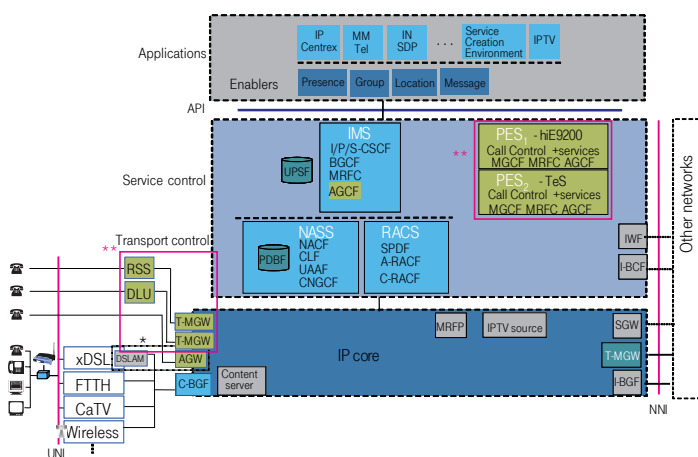 Applications
IP
Centrex
MM
Tel
IN
SDP
...
Service
Creation
Environment
IPTV
Enablers
Presence
Group
Location
Message
API
Service control
IMS
I/P/S-CSCF
BGCF
MRFC
AGCF
UPSF
**
PES1 - hiE9200
Call Control +services
MGCF MRFC AGCF
PES2 - TeS
Call Control +services
MGCF MRFC AGCF
Other networks
Transport control
**
NASS
NACF
CLF
UAAF
CNGCF
PDBF
RACS
SPDF
A-RACF
C-RACF
IWF
I-BCF
RSS
DLU
T-MGW
T-MGW
AGW
*
xDSL
DSLAM
FTTH
CaTV
Wireless
C-BGF
Content
server
MRFP
IPTV source
IP core
SGW
T-MGW
I-BGF
UNI
NNI